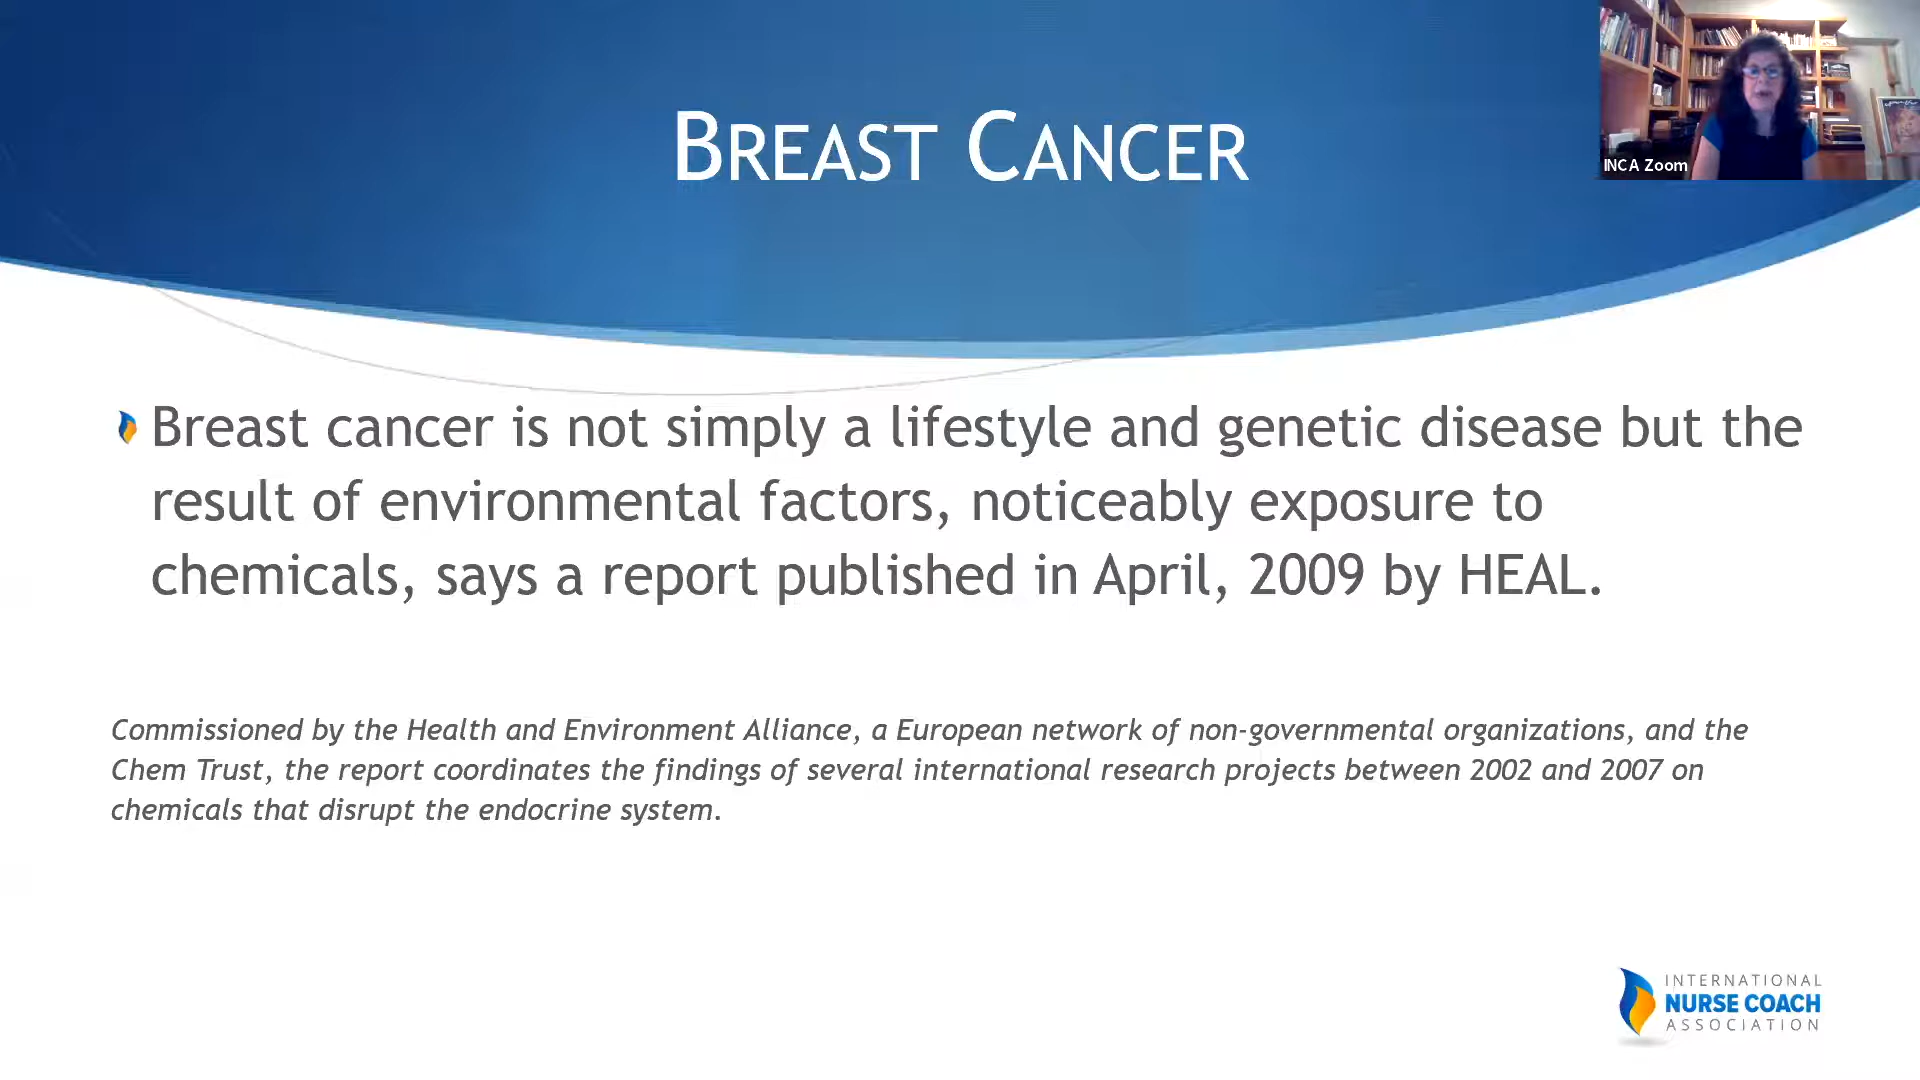 BREAST CANCER
INCA Zoom
Breast cancer is not simply a lifestyle and genetic disease but the
result of environmental factors, noticeably exposure to
chemicals, says a report published in April, 2009 by HEAL.
Commissioned by the Health and Environment Alliance, a European network of non-governmental organizations, and the
Chem Trust, the report coordinates the findings of several international research projects between 2002 and 2007 on
chemicals that disrupt the endocrine system.
INTERNATIONAL
NURSE COACH
ASSOCIATION